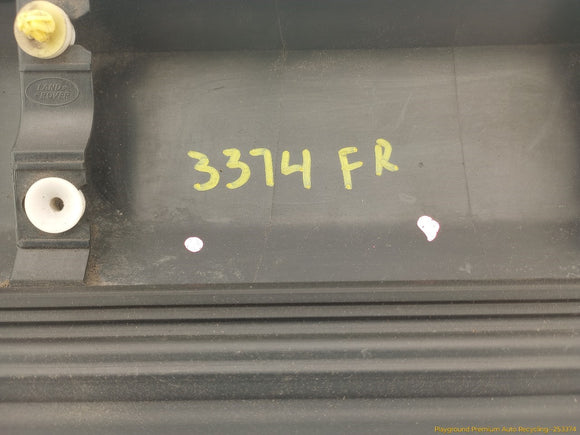 LAND
ROVER
3374 FR
Playground Premium Auto Recycling -253374